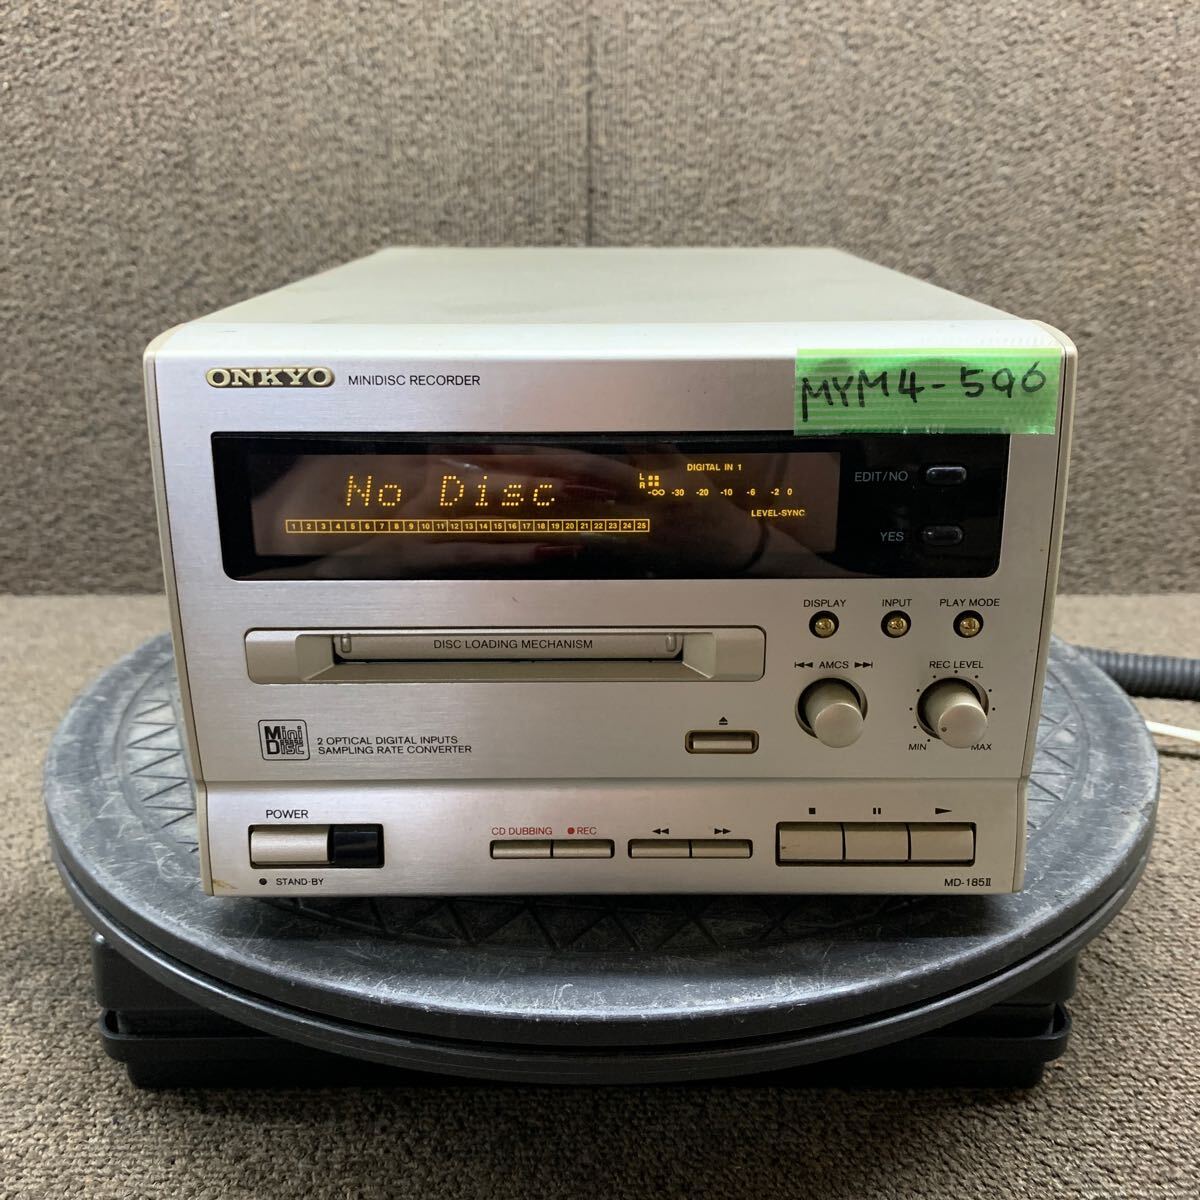 ONKYO MINIDISC RECORDER
MYM4-596
No Disc
DIGITAL IN 1
L
R
-∞ -30 -20 -10 -6 -2 0
LEVEL-SYNC
1 2 3 4 5 6 7 8 9 10 11 12 13 14 15 16 17 18 19 20 21 22 23 24 25
EDIT/NO
YES
DISPLAY INPUT PLAY MODE
DISC LOADING MECHANISM
AMCS
REC LEVEL
MIN MAX
Mini Disc
2 OPTICAL DIGITAL INPUTS
SAMPLING RATE CONVERTER
POWER
STAND-BY
CD DUBBING REC
MD-185II